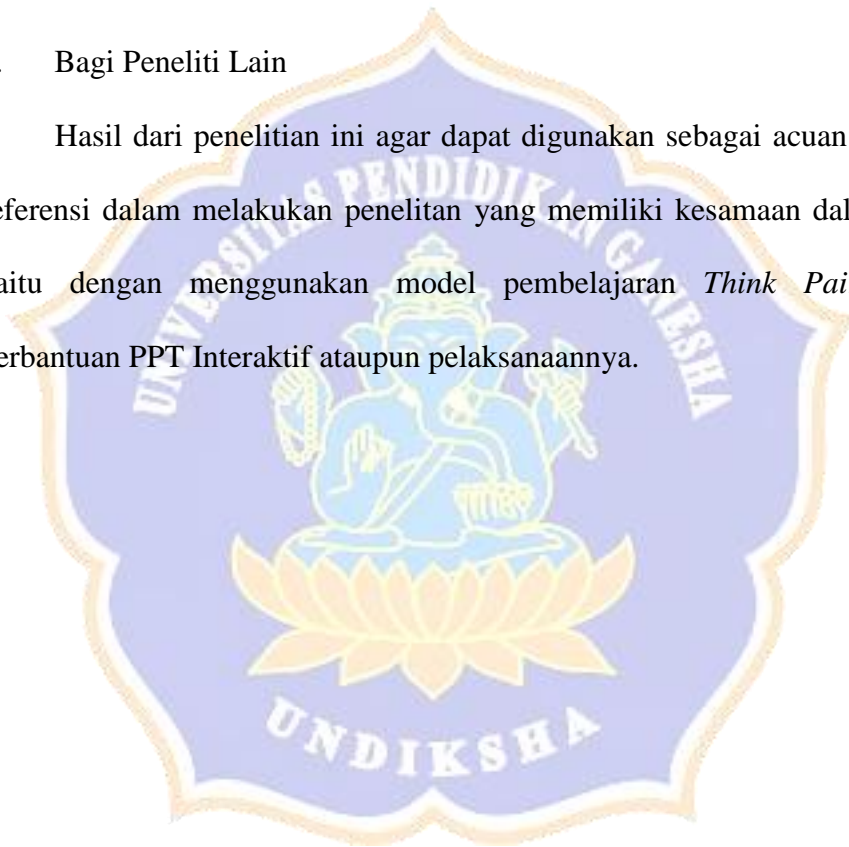 . Bagi Peneliti Lain
Hasil dari penelitian ini agar dapat digunakan sebagai acuan
eferensi dalam melakukan penelitan yang memiliki kesamaan dal
aitu dengan menggunakan model pembelajaran Think Pai
erbantuan PPT Interaktif ataupun pelaksanaannya.
UNIVERSITAS PENDIDIKAN GANESHA
UNDIKSHA